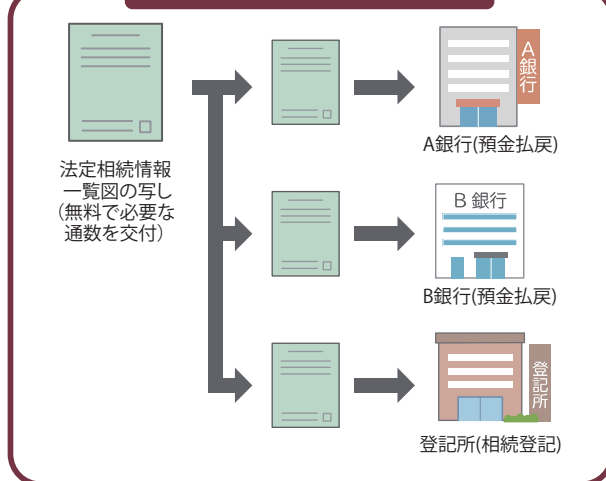 A銀行
A銀行(預金払戻)
法定相続情報
一覧図の写し
(無料で必要な
通数を交付)
B 銀行
B銀行(預金払戻)
登記所
登記所(相続登記)